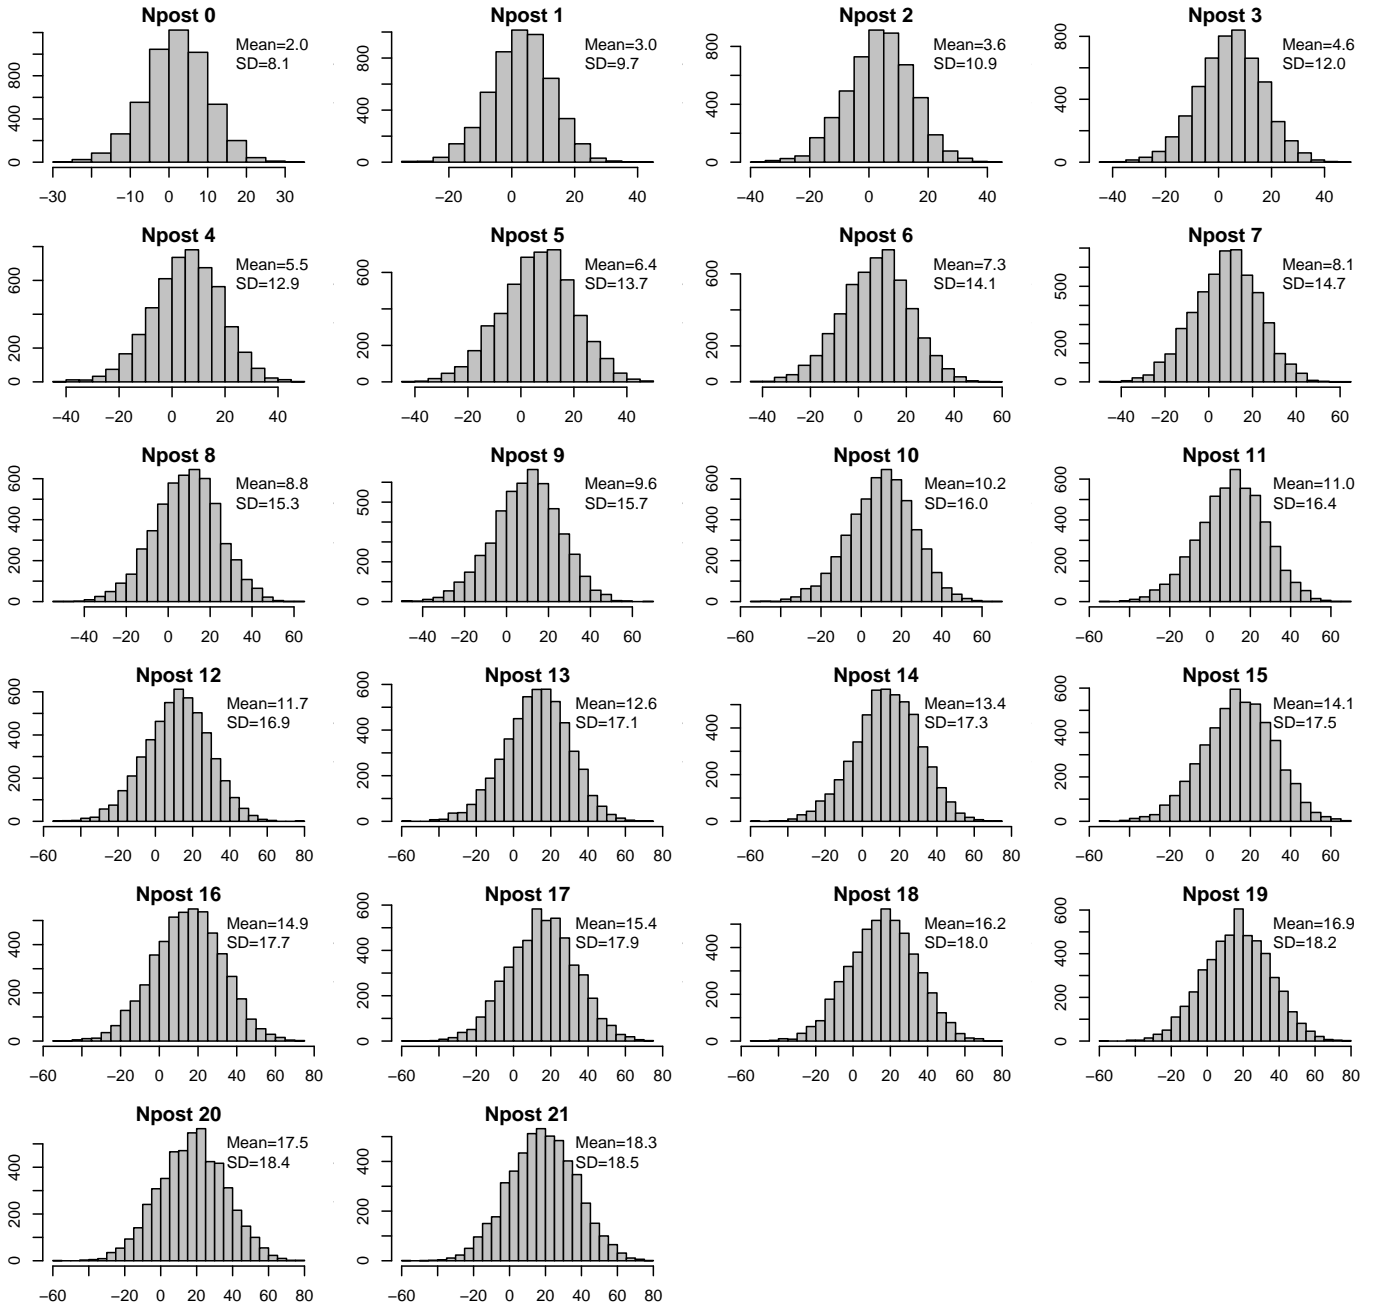 Npost 0
Mean=2.0
SD=8.1
0 400 800
−30 −10 0 10 30
Npost 1
Mean=3.0
SD=9.7
0 400 800
−20 0 20 40
Npost 2
Mean=3.6
SD=10.9
0 400 800
−40 −20 0 20 40
Npost 3
Mean=4.6
SD=12.0
0 400 800
−40 −20 0 20 40
Npost 4
Mean=5.5
SD=12.9
0 200 600
−40 −20 0 20 40
Npost 5
Mean=6.4
SD=13.7
0 200 600
−40 −20 0 20 40
Npost 6
Mean=7.3
SD=14.1
0 200 600
−40 −20 0 20 40 60
Npost 7
Mean=8.1
SD=14.7
0 200 500
−40 −20 0 20 40 60
Npost 8
Mean=8.8
SD=15.3
0 200 400 600
−40 −20 0 20 40 60
Npost 9
Mean=9.6
SD=15.7
0 200 500
−40 −20 0 20 40 60
Npost 10
Mean=10.2
SD=16.0
0 200 400 600
−60 −20 0 20 40 60
Npost 11
Mean=11.0
SD=16.4
0 200 400 600
−60 −20 0 20 40 60
Npost 12
Mean=11.7
SD=16.9
0 200 400 600
−60 −20 0 20 40 60 80
Npost 13
Mean=12.6
SD=17.1
0 200 400 600
−60 −20 0 20 40 60
Npost 14
Mean=13.4
SD=17.3
0 200 400
−60 −20 0 20 40 60 80
Npost 15
Mean=14.1
SD=17.5
0 200 400 600
−60 −20 0 20 40 60
Npost 16
Mean=14.9
SD=17.7
0 200 400
−60 −20 0 20 40 60 80
Npost 17
Mean=15.4
SD=17.9
0 200 400 600
−60 −20 0 20 40 60 80
Npost 18
Mean=16.2
SD=18.0
0 200 400
−60 −20 0 20 40 60 80
Npost 19
Mean=16.9
SD=18.2
0 200 400 600
−60 −20 0 20 40 60 80
Npost 20
Mean=17.5
SD=18.4
0 200 400
−60 −20 0 20 40 60 80
Npost 21
Mean=18.3
SD=18.5
0 200 400
−60 −20 0 20 40 60 80